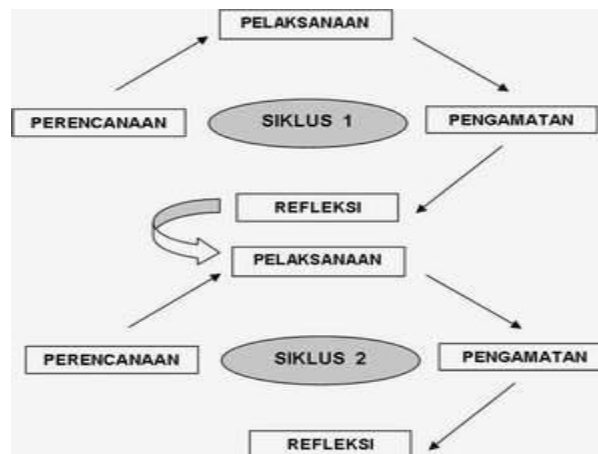 PELAKSANAAN
PERENCANAAN
SIKLUS 1
PENGAMATAN
REFLEKSI
PELAKSANAAN
PERENCANAAN
SIKLUS 2
PENGAMATAN
REFLEKSI